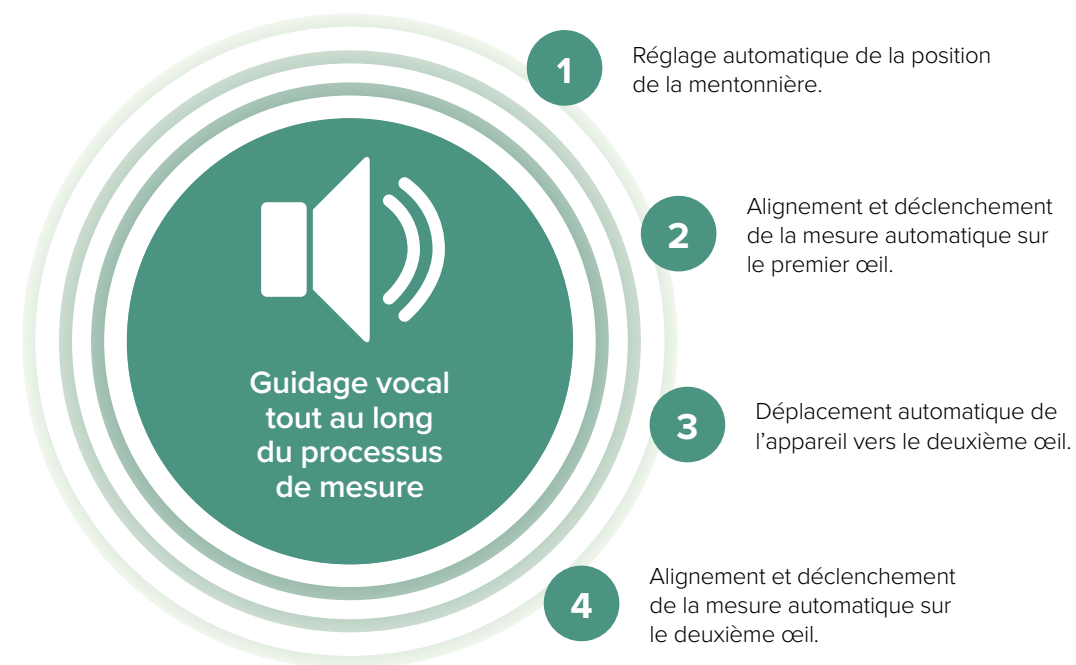 1
Réglage automatique de la position
de la mentonnière.
2
Alignement et déclenchement
de la mesure automatique sur
le premier œil.
Guidage vocal
tout au long
du processus
de mesure
3
Déplacement automatique de
l’appareil vers le deuxième œil.
4
Alignement et déclenchement
de la mesure automatique sur
le deuxième œil.